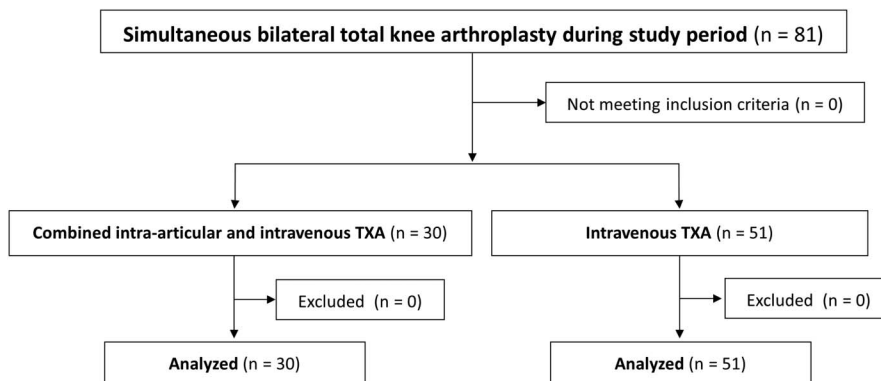 Simultaneous bilateral total knee arthroplasty during study period (n = 81)
Not meeting inclusion criteria (n = 0)
Combined intra-articular and intravenous TXA (n = 30)
Intravenous TXA (n = 51)
Excluded (n = 0)
Excluded (n = 0)
Analyzed (n = 30)
Analyzed (n = 51)